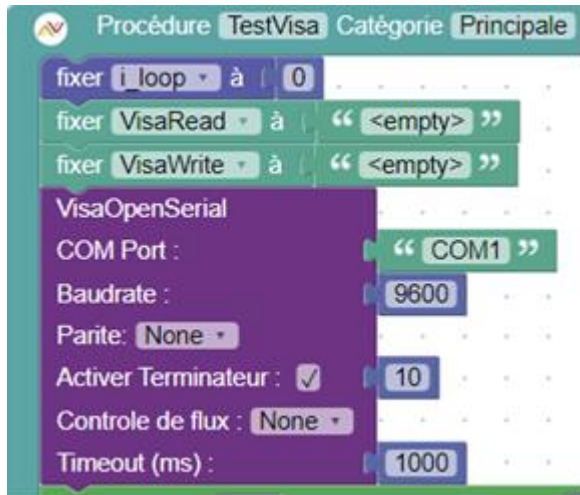 Procédure TestVisa Catégorie Principale
fixer i_loop à 0
fixer VisaRead à “ <empty> ”
fixer VisaWrite à “ <empty> ”
VisaOpenSerial
COM Port : “ COM1 ”
Baudrate : 9600
Parite: None
Activer Terminateur : ✓ 10
Controle de flux : None
Timeout (ms) : 1000